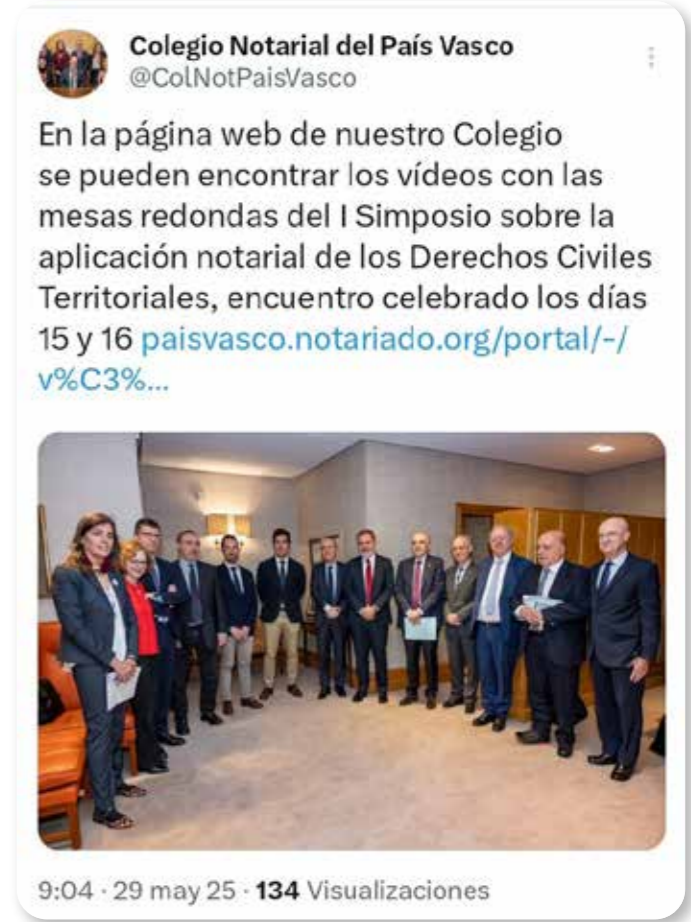 Colegio Notarial del País Vasco
@ColNotPaisVasco
En la página web de nuestro Colegio
se pueden encontrar los vídeos con las
mesas redondas del I Simposio sobre la
aplicación notarial de los Derechos Civiles
Territoriales, encuentro celebrado los días
15 y 16 paisvasco.notariado.org/portal/-/
v%C3%...
9:04 · 29 may 25 · 134 Visualizaciones